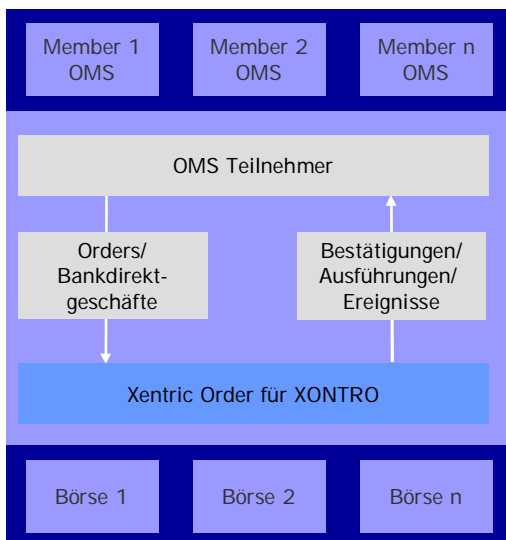 Member 1
OMS
Member 2
OMS
Member n
OMS
OMS Teilnehmer
Orders/
Bankdirekt-
geschäfte
Bestätigungen/
Ausführungen/
Ereignisse
Xentric Order für XONTRO
Börse 1
Börse 2
Börse n